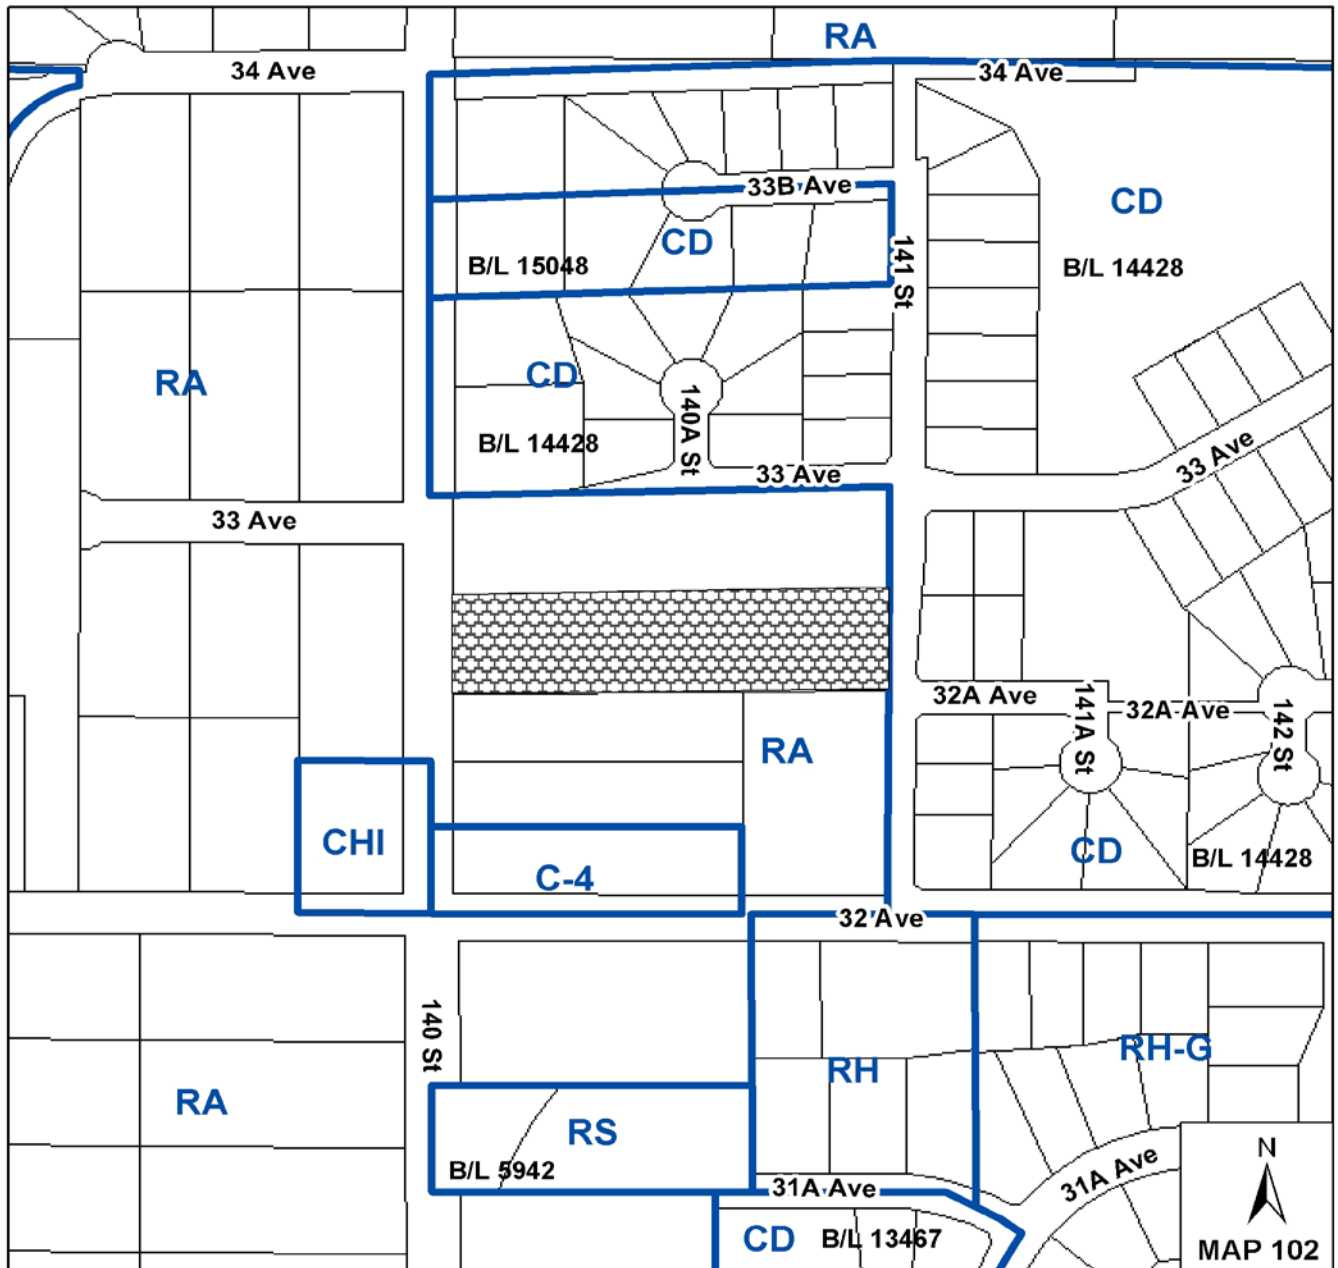 RA
34 Ave
34 Ave
33B Ave
CD
CD
141 St
B/L 15048
B/L 14428
RA
CD
140A St
B/L 14428
33 Ave
33 Ave
33 Ave
32A Ave
141A St
32A Ave
142 St
RA
CHI
C-4
CD
B/L 14428
32 Ave
140 St
RH-G
RH
RA
RS
B/L 5942
31A Ave
31A Ave
N
CD
B/L 13467
MAP 102